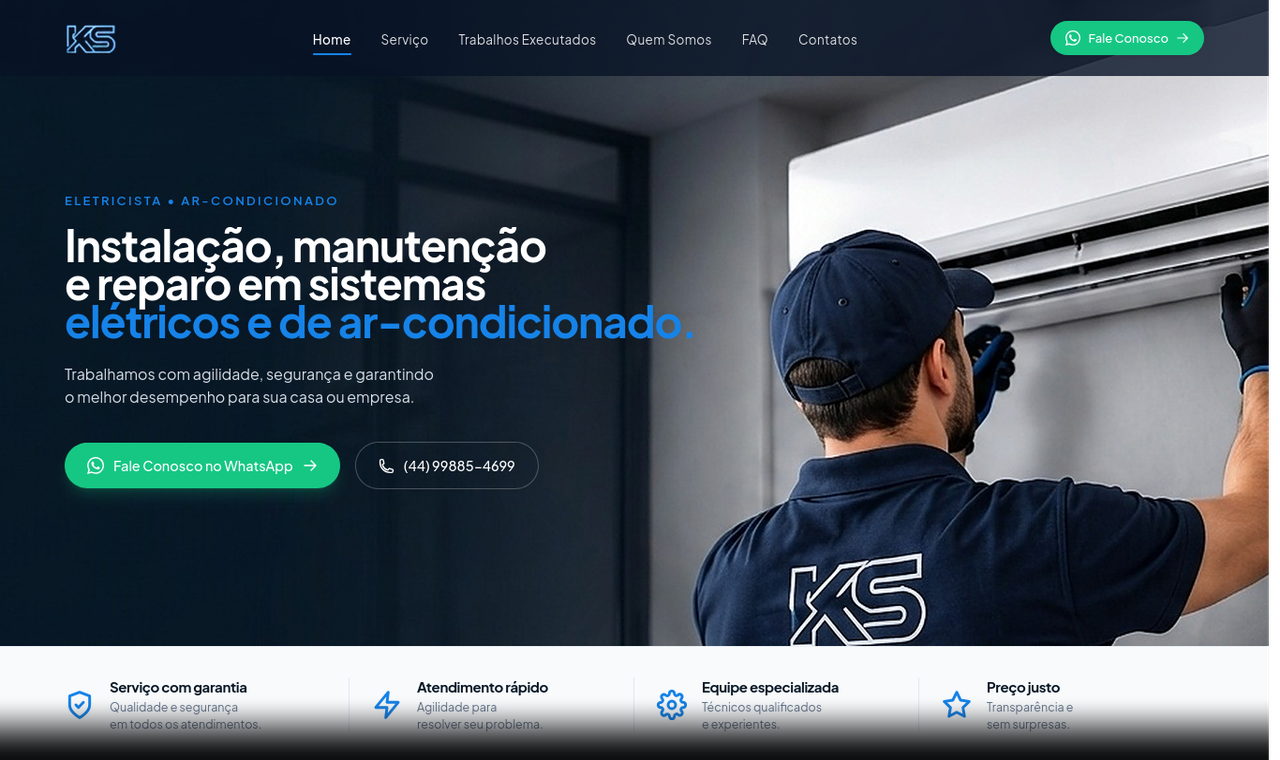 KS
Home
Serviço
Trabalhos Executados
Quem Somos
FAQ
Contatos
Fale Conosco
ELETRICISTA • AR-CONDICIONADO
Instalação, manutenção
e reparo em sistemas
elétricos e de ar-condicionado.
Trabalhamos com agilidade, segurança e garantindo
o melhor desempenho para sua casa ou empresa.
Fale Conosco no WhatsApp
(44) 99885-4699
KS
Serviço com garantia
Qualidade e segurança
em todos os atendimentos.
Atendimento rápido
Agilidade para
resolver seu problema.
Equipe especializada
Técnicos qualificados
e experientes.
Preço justo
Transparência e
sem surpresas.